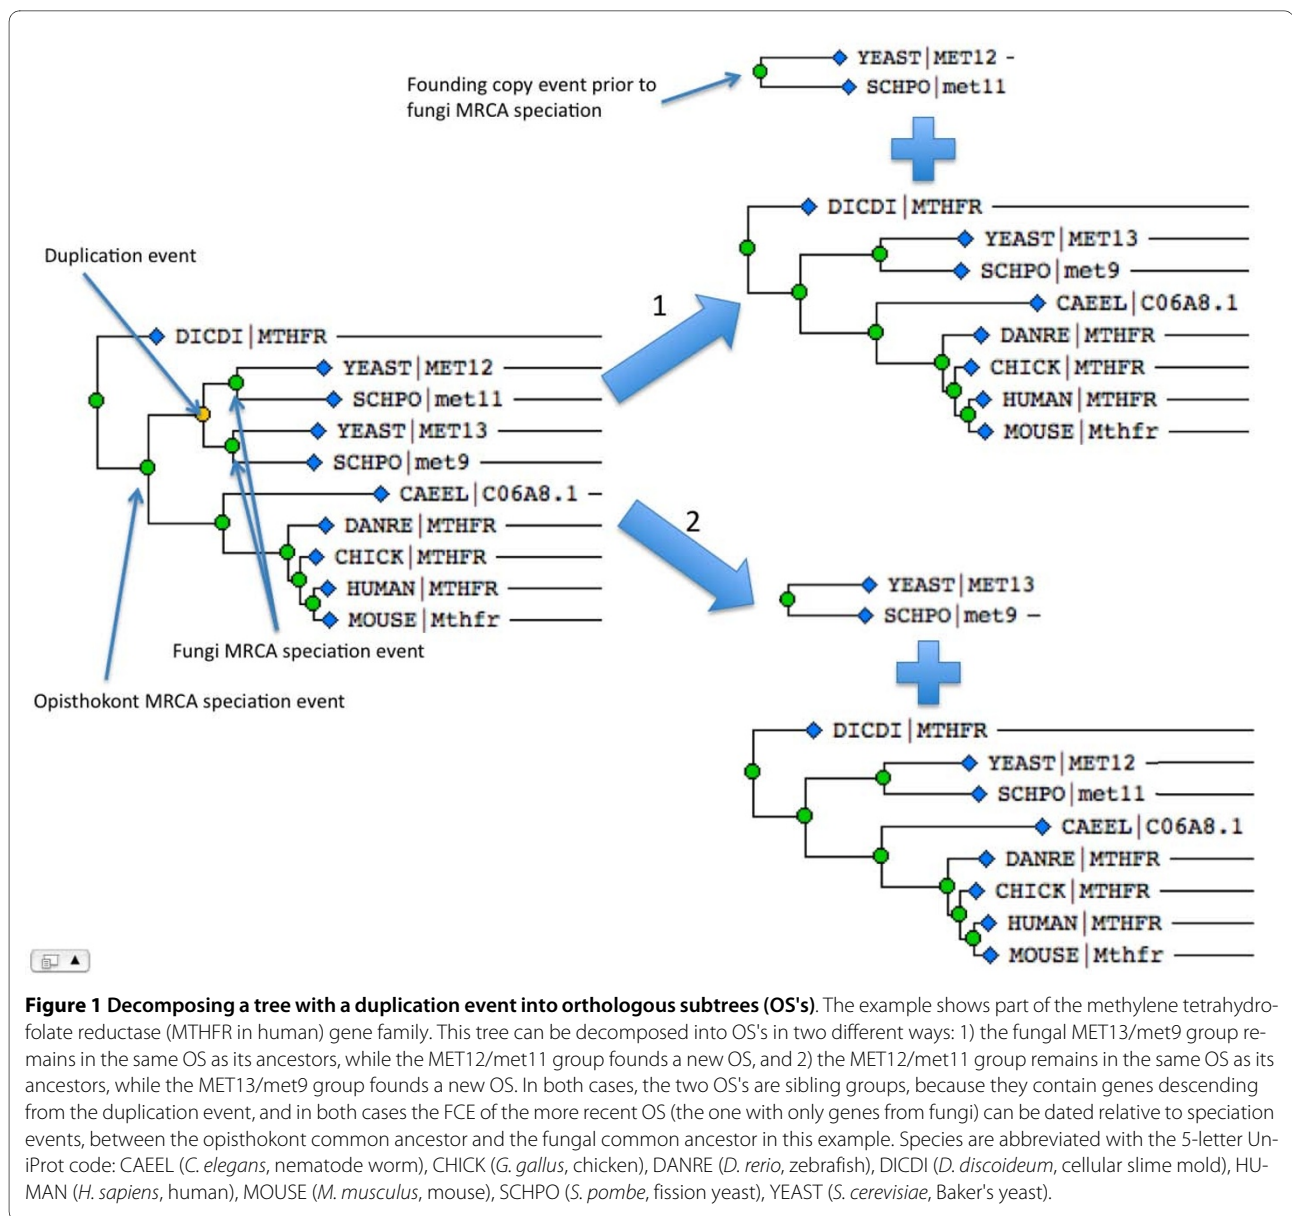 Founding copy event prior to
fungi MRCA speciation
YEAST|MET12
SCHPO|met11
DICDI|MTHFR
YEAST|MET13
SCHPO|met9
CAEEL|C06A8.1
DANRE|MTHFR
CHICK|MTHFR
HUMAN|MTHFR
MOUSE|Mthfr
1
Duplication event
DICDI|MTHFR
YEAST|MET12
SCHPO|met11
YEAST|MET13
SCHPO|met9
CAEEL|C06A8.1
DANRE|MTHFR
CHICK|MTHFR
HUMAN|MTHFR
MOUSE|Mthfr
Fungi MRCA speciation event
Opisthokont MRCA speciation event
2
YEAST|MET13
SCHPO|met9
DICDI|MTHFR
YEAST|MET12
SCHPO|met11
CAEEL|C06A8.1
DANRE|MTHFR
CHICK|MTHFR
HUMAN|MTHFR
MOUSE|Mthfr
Figure 1 Decomposing a tree with a duplication event into orthologous subtrees (OS's). The example shows part of the methylene tetrahydro-
folate reductase (MTHFR in human) gene family. This tree can be decomposed into OS's in two different ways: 1) the fungal MET13/met9 group re-
mains in the same OS as its ancestors, while the MET12/met11 group founds a new OS, and 2) the MET12/met11 group remains in the same OS as its
ancestors, while the MET13/met9 group founds a new OS. In both cases, the two OS's are sibling groups, because they contain genes descending
from the duplication event, and in both cases the FCE of the more recent OS (the one with only genes from fungi) can be dated relative to speciation
events, between the opisthokont common ancestor and the fungal common ancestor in this example. Species are abbreviated with the 5-letter Un-
iProt code: CAEEL (C. elegans, nematode worm), CHICK (G. gallus, chicken), DANRE (D. rerio, zebrafish), DICDI (D. discoideum, cellular slime mold), HU-
MAN (H. sapiens, human), MOUSE (M. musculus, mouse), SCHPO (S. pombe, fission yeast), YEAST (S. cerevisiae, Baker's yeast).